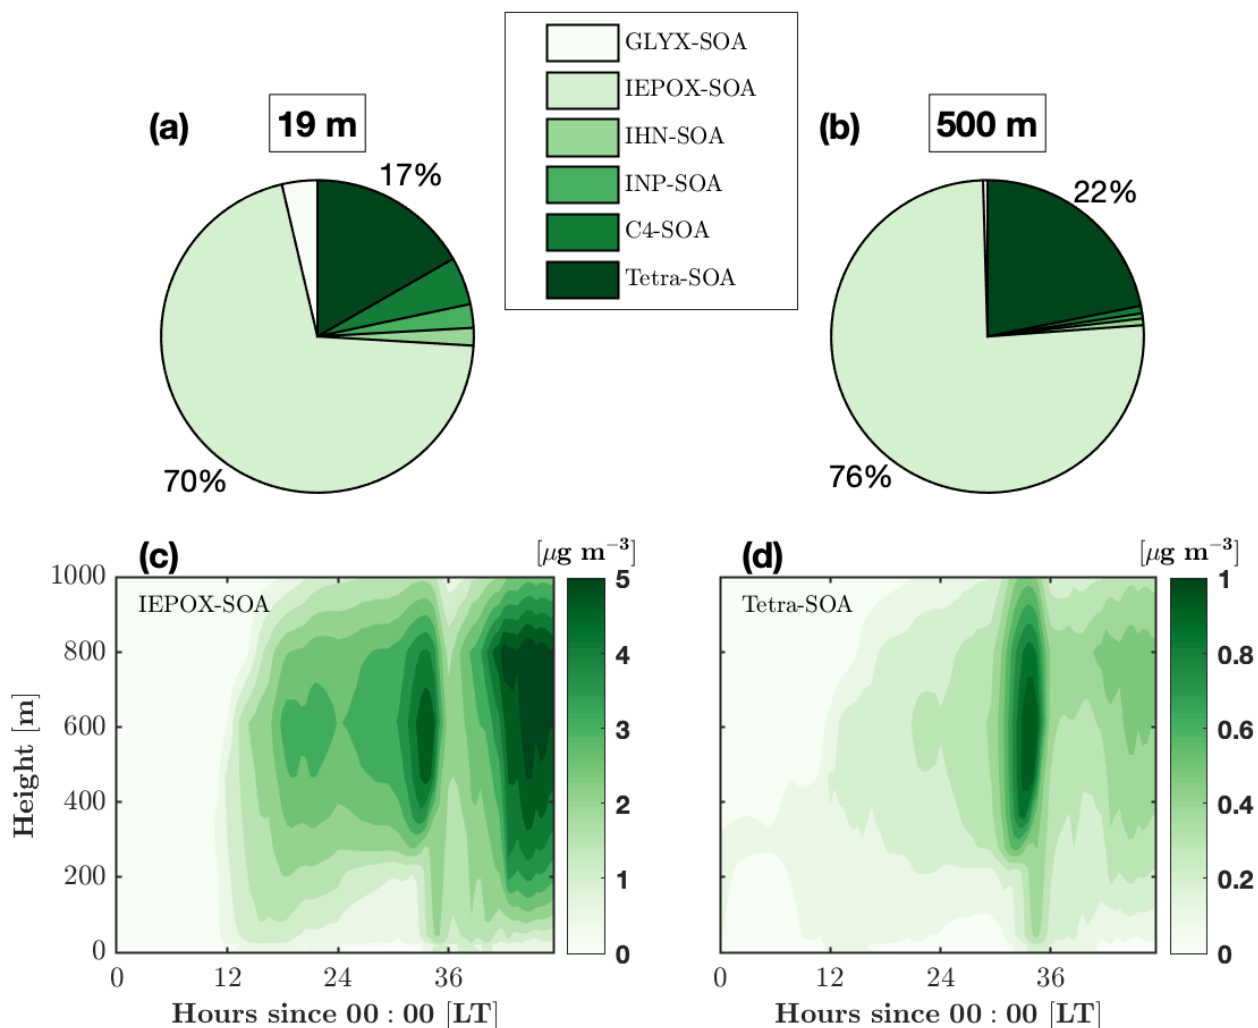 GLYX-SOA
IEPOX-SOA
IHN-SOA
INP-SOA
C4-SOA
Tetra-SOA
(a)
19 m
17%
70%
(b)
500 m
22%
76%
(c)
[μg m⁻³]
IEPOX-SOA
1000
800
600
400
200
0
Height [m]
0 12 24 36
Hours since 00 : 00 [LT]
5
4
3
2
1
0
(d)
[μg m⁻³]
Tetra-SOA
0 12 24 36
Hours since 00 : 00 [LT]
1
0.8
0.6
0.4
0.2
0